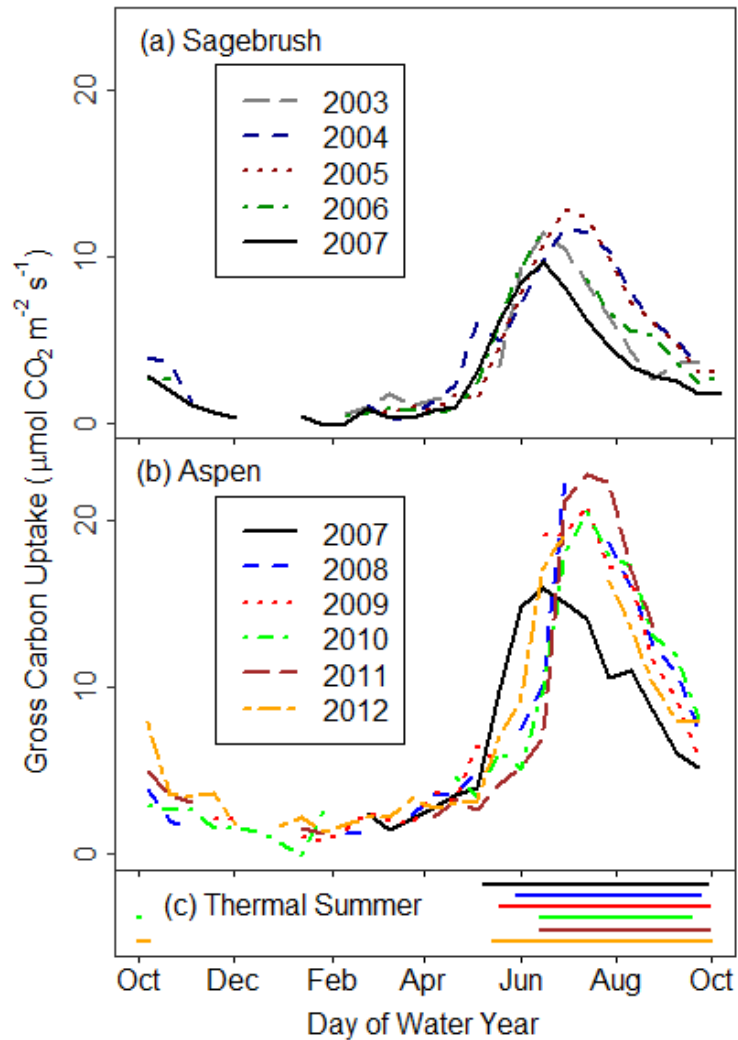 (a) Sagebrush
20
10
0
2003
2004
2005
2006
2007
Gross Carbon Uptake (μmol CO₂ m⁻² s⁻¹)
(b) Aspen
20
10
0
2007
2008
2009
2010
2011
2012
(c) Thermal Summer
Oct Dec Feb Apr Jun Aug Oct
Day of Water Year